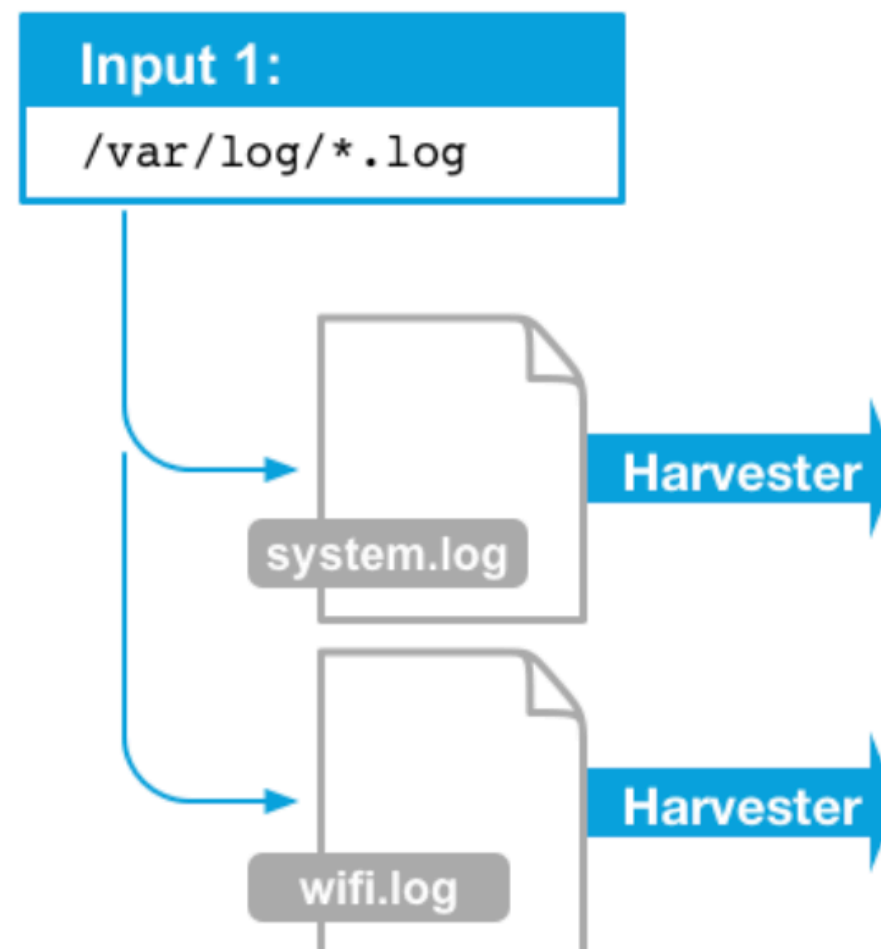 Input 1:
/var/log/*.log
Harvester
system.log
Harvester
wifi.log